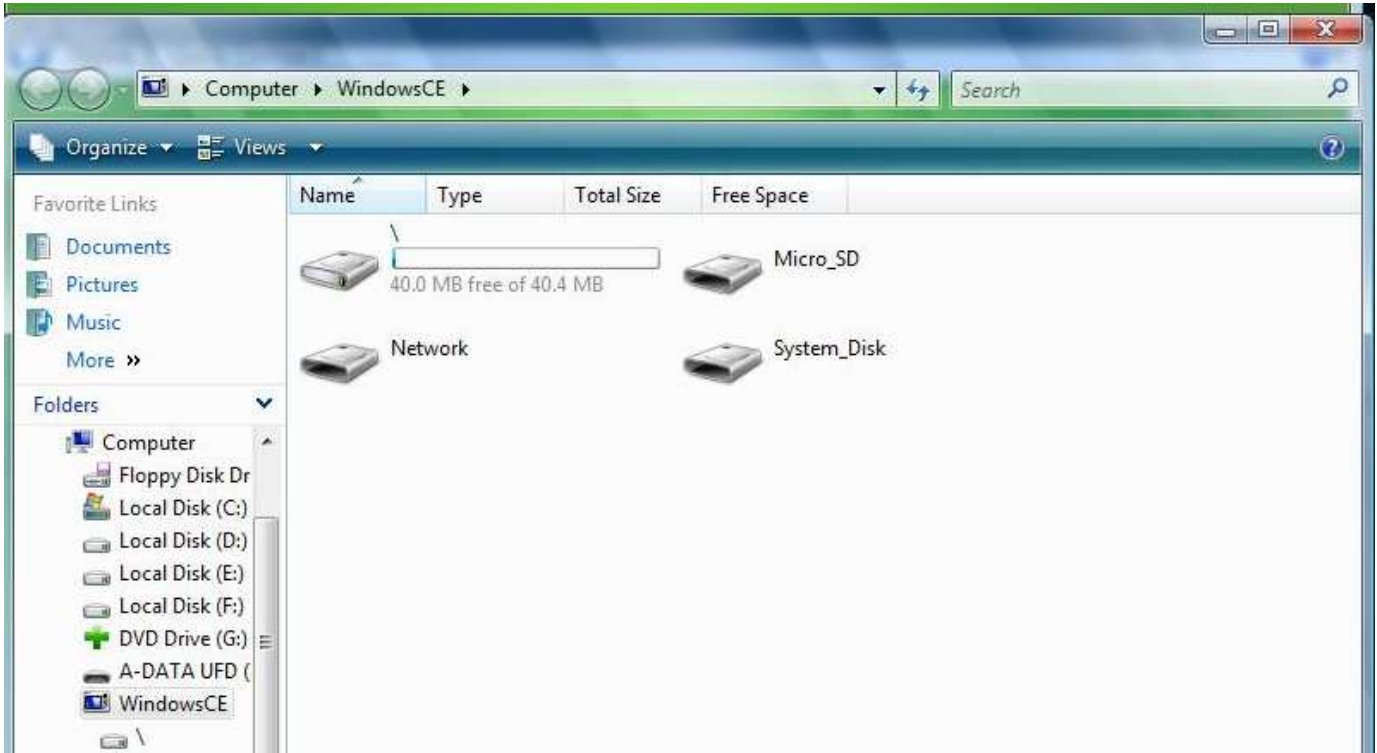 Computer WindowsCE Search
Organize Views
Favorite Links
Documents
Pictures
Music
More »
Folders
Computer
Floppy Disk Dr
Local Disk (C:)
Local Disk (D:)
Local Disk (E:)
Local Disk (F:)
DVD Drive (G:)
A-DATA UFD (
WindowsCE
\
Name Type Total Size Free Space
\
40.0 MB free of 40.4 MB
Micro_SD
Network
System_Disk